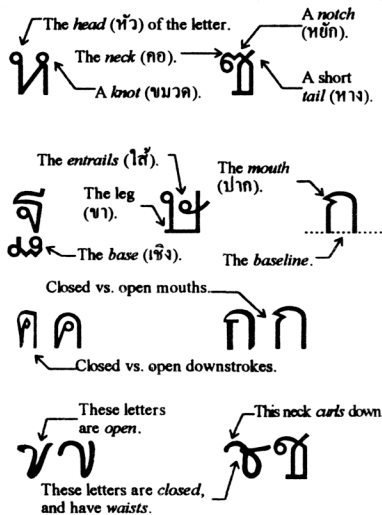 The head (หัว) of the letter.
A notch
(หยัก).
The neck (คอ).
ห ซ
A knot (ขมวด).
A short
tail (หาง).
The entrails (ไส้).
The leg
(ขา).
The mouth
(ปาก).
ฐี ษ ก
The base (เชิง).
The baseline.
Closed vs. open mouths.
ค ค ก ก
Closed vs. open downstrokes.
These letters
are open.
This neck curls down
ข ข ช ช
These letters are closed,
and have waists.